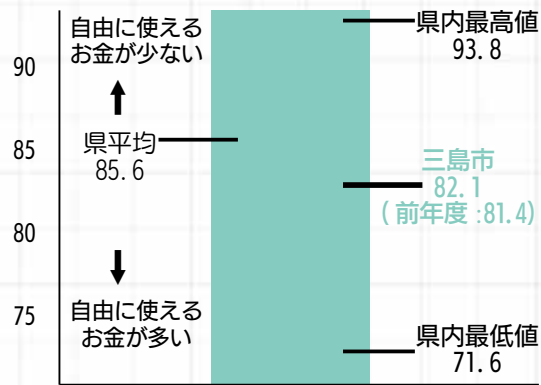 自由に使える
お金が少ない
県内最高値
93.8
90
85
県平均
85.6
三島市
82.1
(前年度:81.4)
80
75
自由に使える
お金が多い
県内最低値
71.6